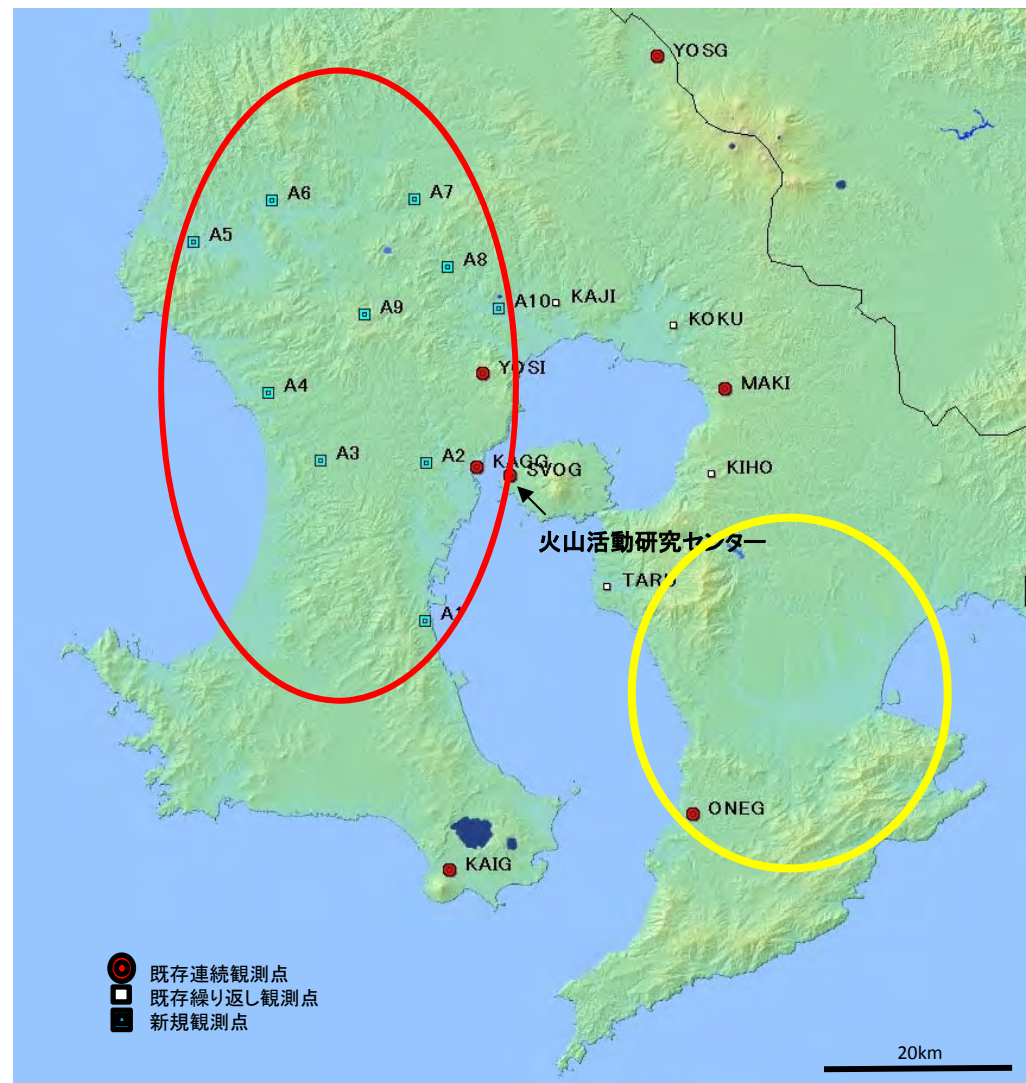 YOSG
A6
A7
A5
A8
A10
KAJI
A9
KOKU
YOSI
MAKI
A4
A3
A2
KAGG
SVOG
KIHO
火山活動研究センター
TARU
A1
ONEG
KAIG
既存連続観測点
既存繰り返し観測点
新規観測点
20km